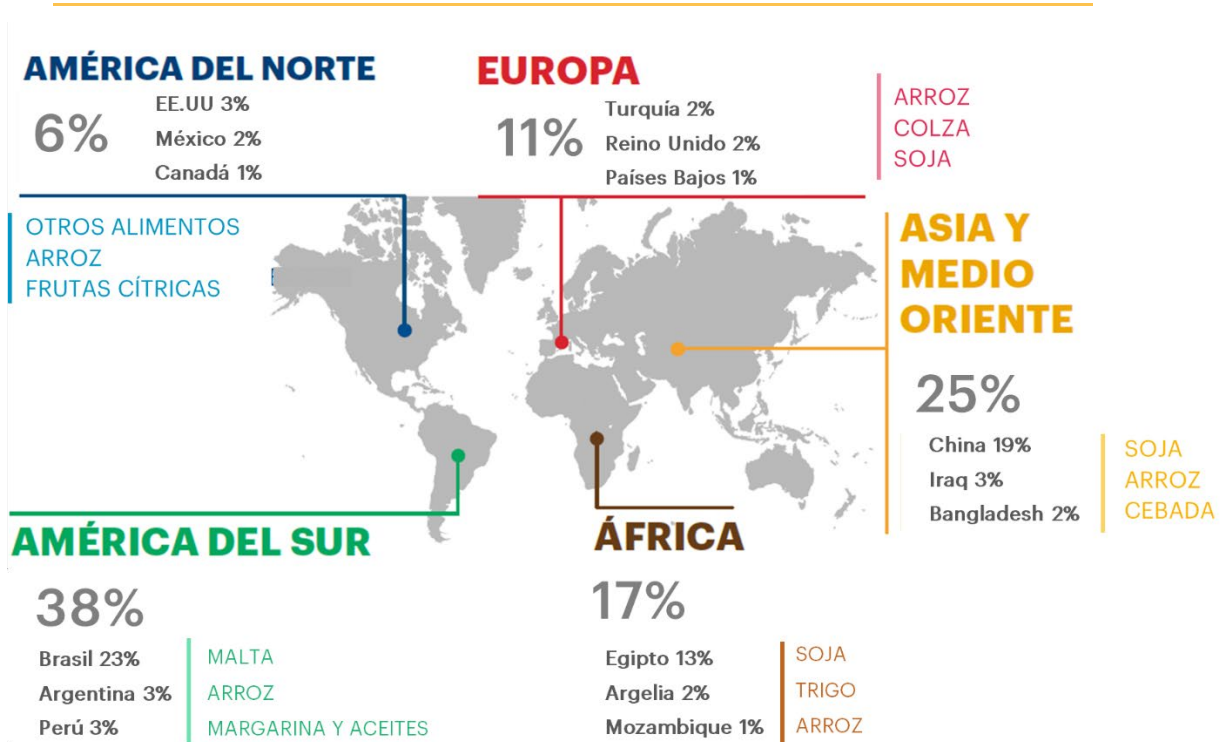 AMÉRICA DEL NORTE
6%
EE.UU 3%
México 2%
Canadá 1%
OTROS ALIMENTOS
ARROZ
FRUTAS CÍTRICAS
EUROPA
11%
Turquía 2%
Reino Unido 2%
Países Bajos 1%
ARROZ
COLZA
SOJA
ASIA Y
MEDIO
ORIENTE
25%
China 19%
Iraq 3%
Bangladesh 2%
SOJA
ARROZ
CEBADA
AMÉRICA DEL SUR
38%
Brasil 23%
Argentina 3%
Perú 3%
MALTA
ARROZ
MARGARINA Y ACEITES
ÁFRICA
17%
Egipto 13%
Argelia 2%
Mozambique 1%
SOJA
TRIGO
ARROZ